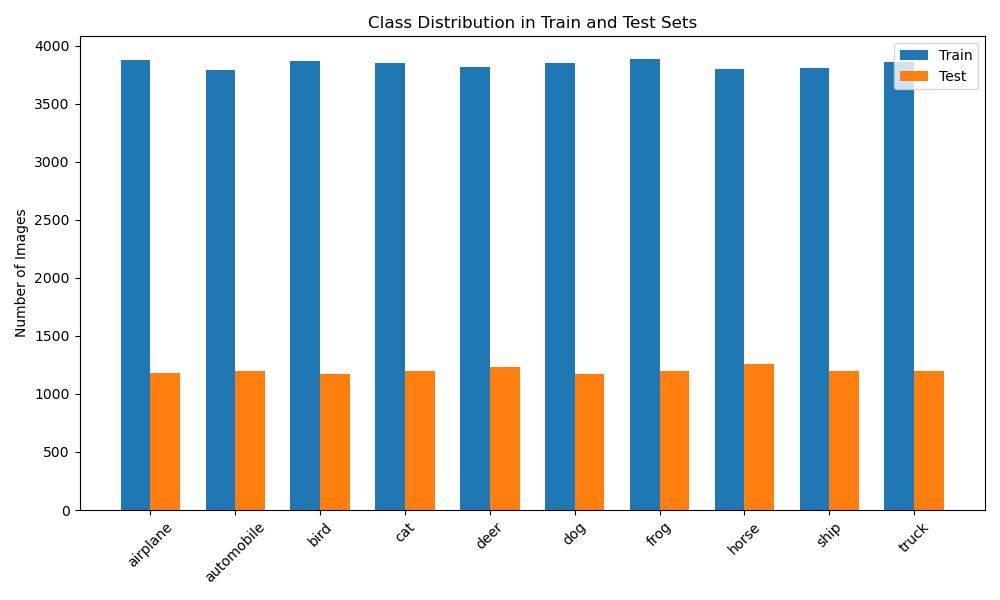 Class Distribution in Train and Test Sets
4000
3500
3000
2500
2000
1500
1000
500
0
Number of Images
Train
Test
airplane
automobile
bird
cat
deer
dog
frog
horse
ship
truck